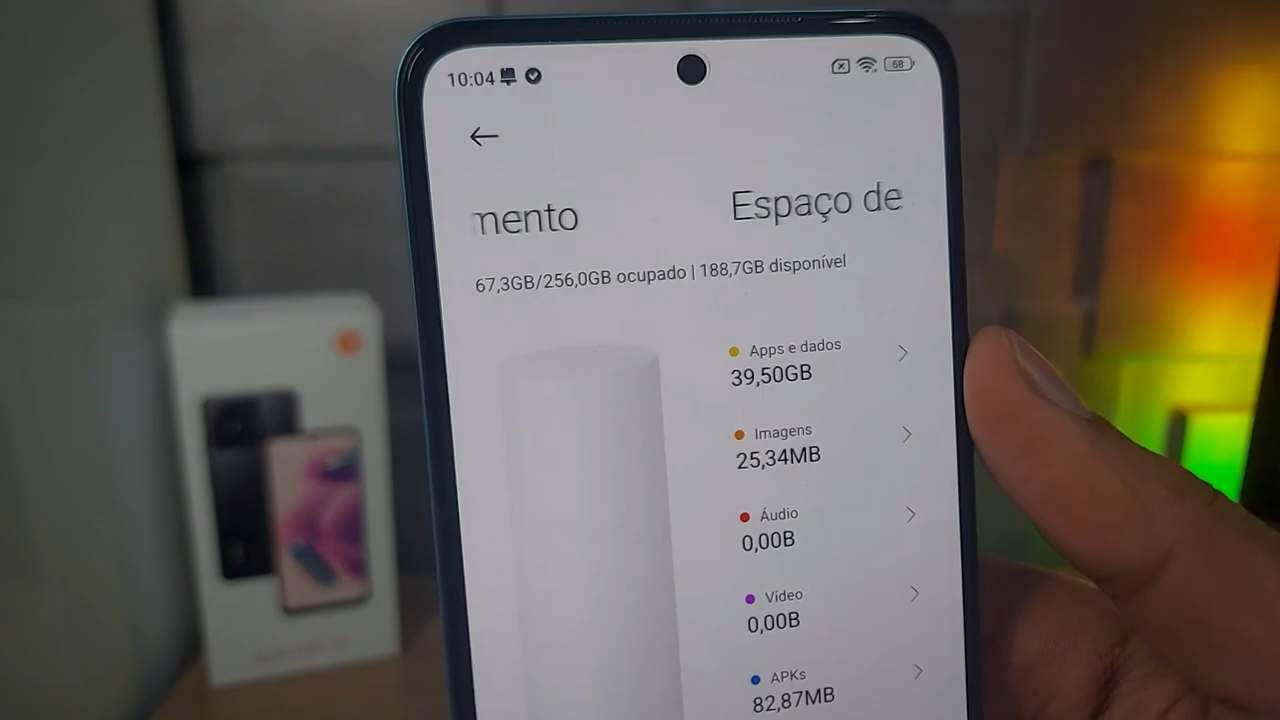 10:04 68
mento Espaço de
67,3GB/256,0GB ocupado | 188,7GB disponível
Apps e dados
39,50GB
Imagens
25,34MB
Áudio
0,00B
Vídeo
0,00B
APKs
82,87MB